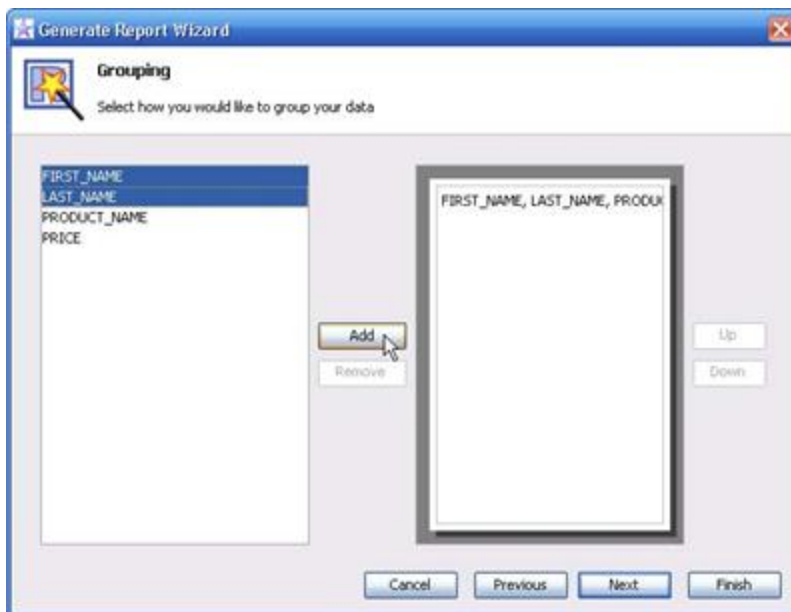 Generate Report Wizard
Grouping
Select how you would like to group your data
FIRST_NAME
LAST_NAME
PRODUCT_NAME
PRICE
FIRST_NAME, LAST_NAME, PRODUC
Add
Remove
Up
Down
Cancel
Previous
Next
Finish